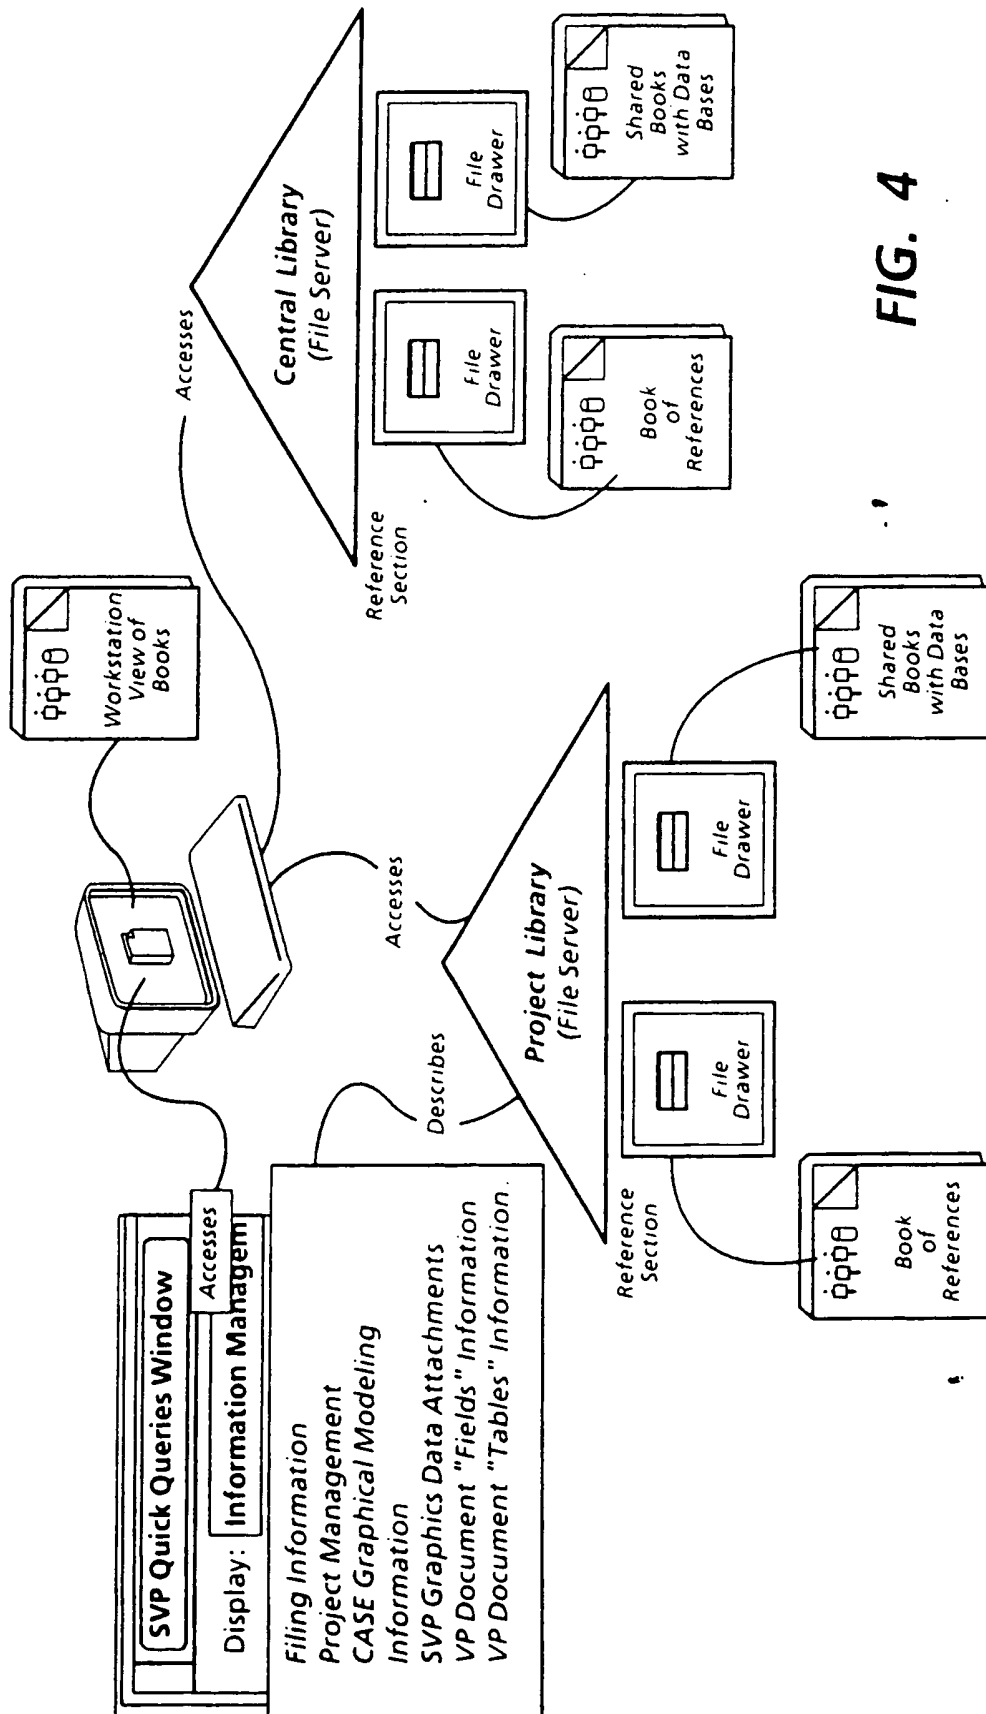 SVP Quick Queries Window
Display: Information Managem
Accesses
Filing Information
Project Management
CASE Graphical Modeling
Information
SVP Graphics Data Attachments
VP Document "Fields" Information
VP Document "Tables" Information.
Describes
Workstation
View of
Books
Accesses
Accesses
Project Library
(File Server)
Reference
Section
File
Drawer
File
Drawer
Book
of
References
Shared
Books
with Data
Bases
Central Library
(File Server)
Reference
Section
File
Drawer
File
Drawer
Book
of
References
Shared
Books
with Data
Bases
FIG. 4